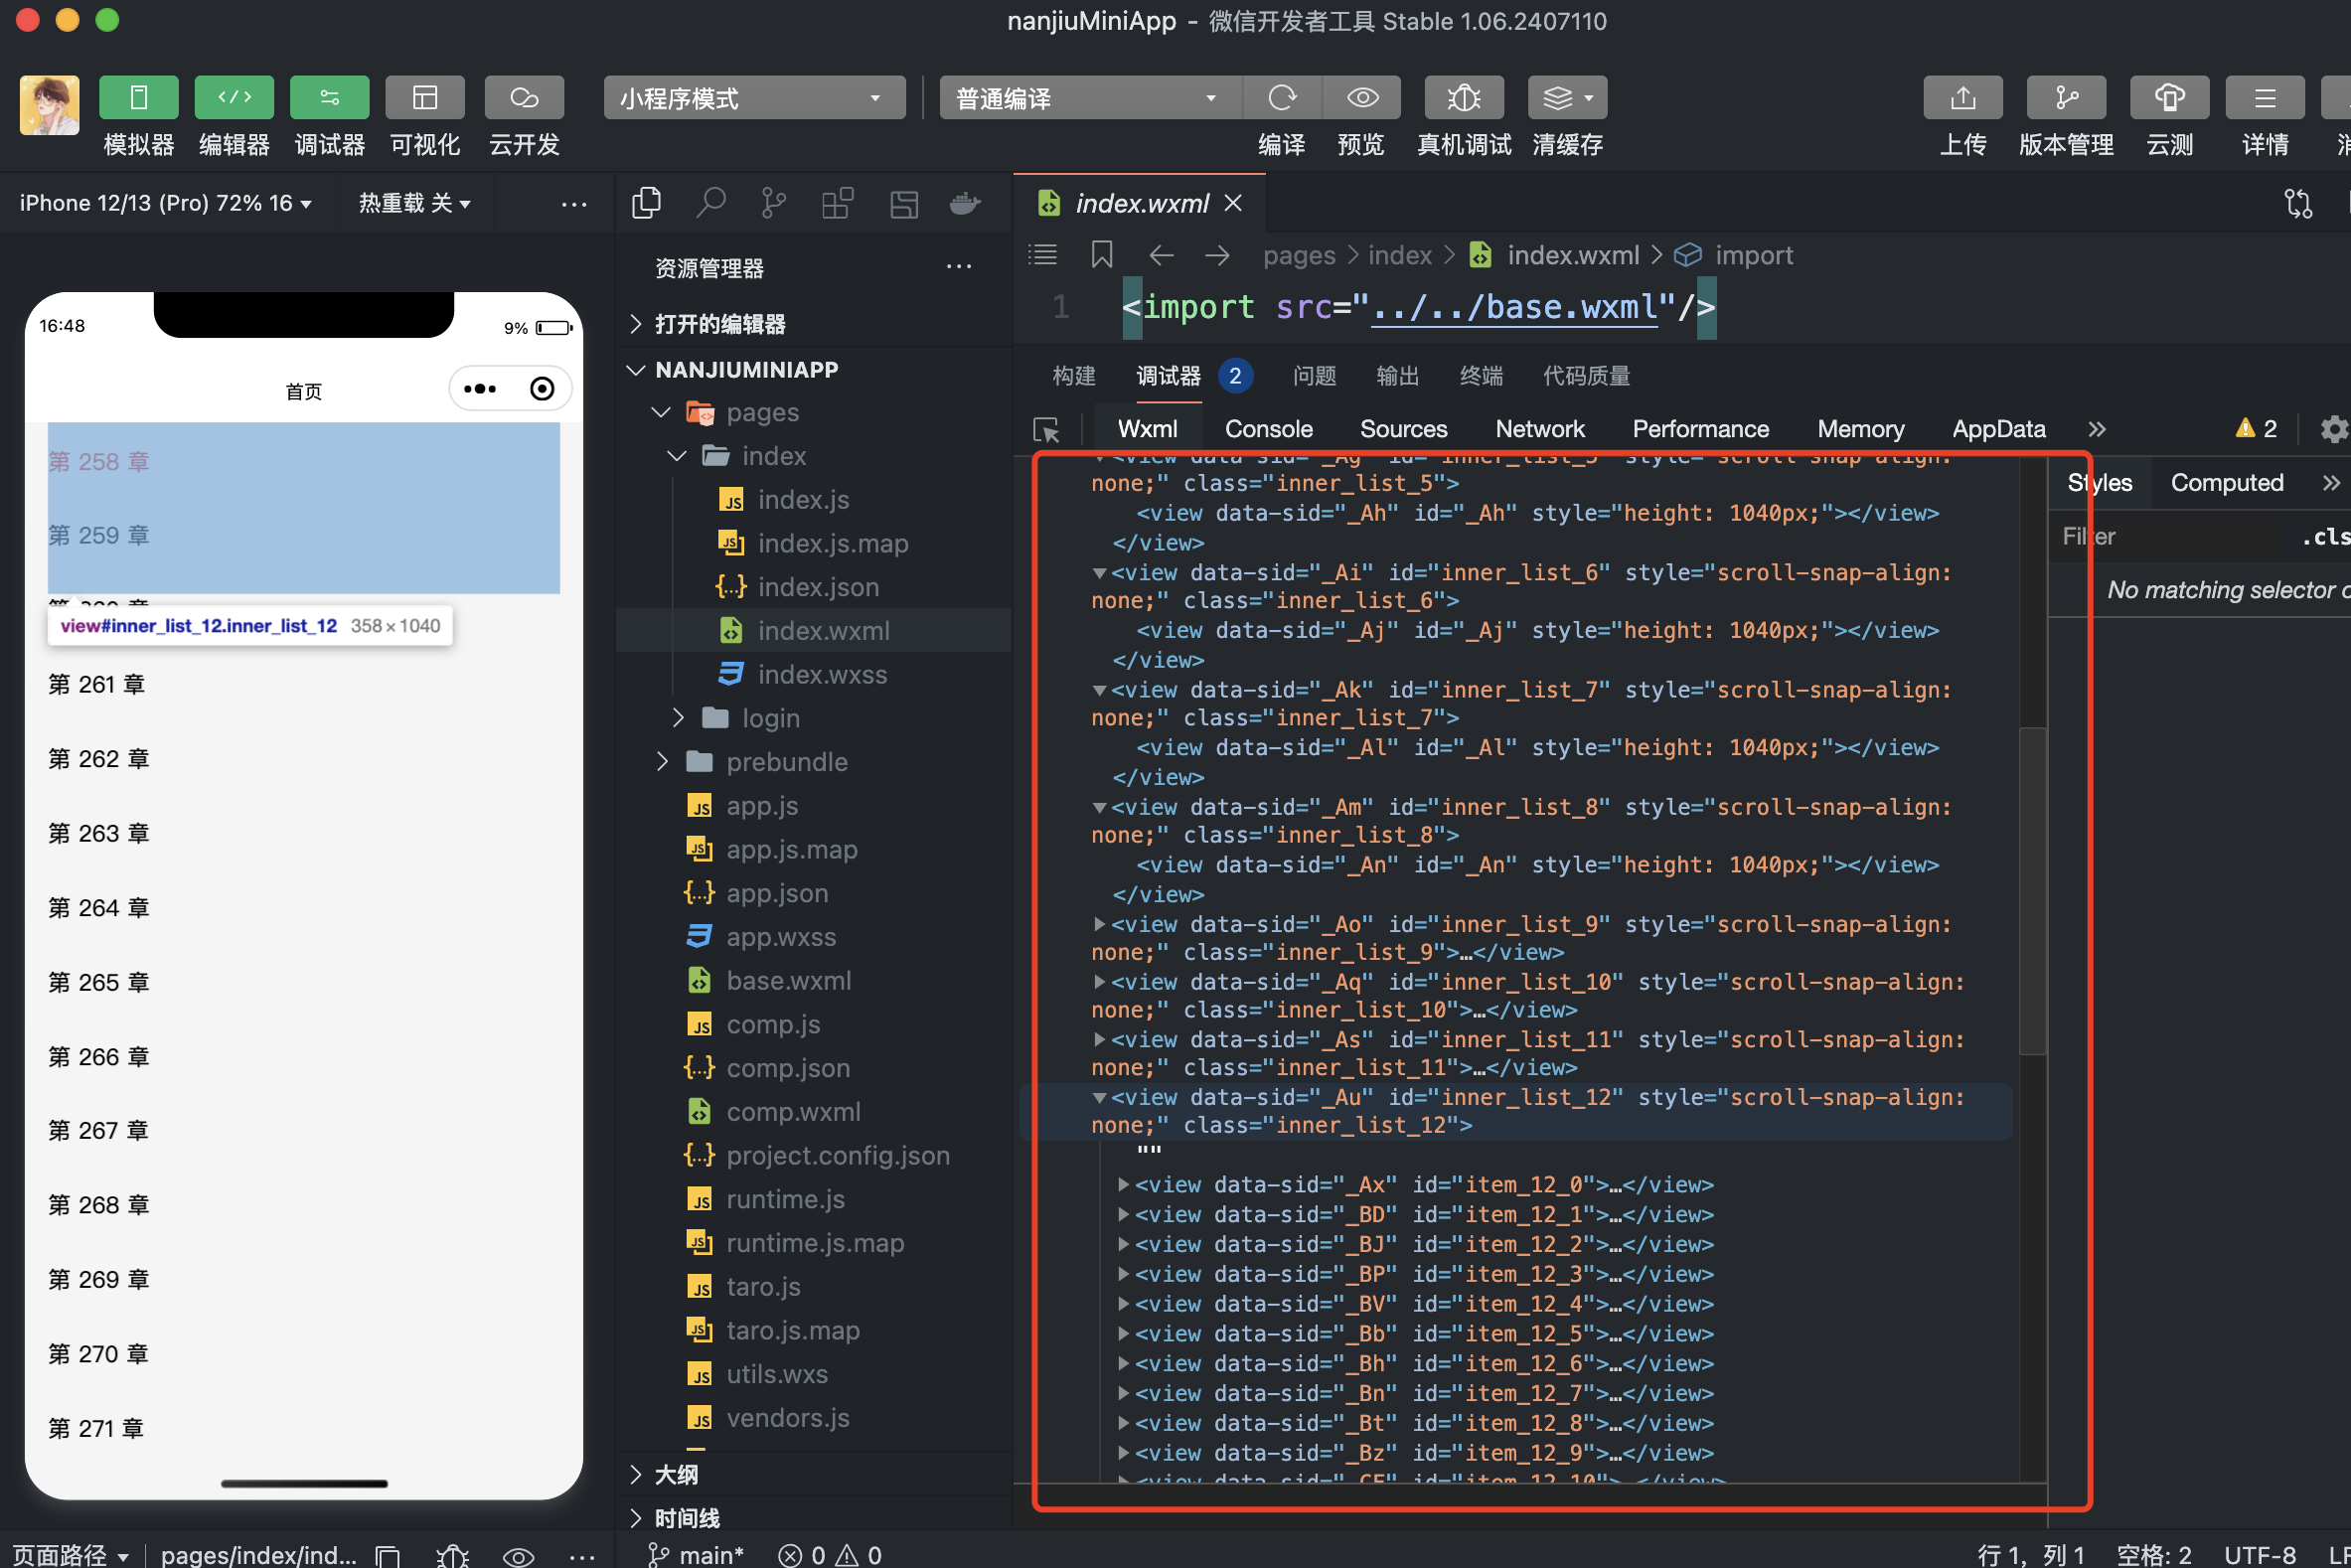 nanjiuMiniApp - 微信开发者工具 Stable 1.06.2407110
小程序模式
普通编译
模拟器 编辑器 调试器 可视化 云开发
编译 预览 真机调试 清缓存
上传 版本管理 云测 详情
iPhone 12/13 (Pro) 72% 16
热重载 关
16:48
9%
首页
第 258 章
第 259 章
view#inner_list_12.inner_list_12 358×1040
第 261 章
第 262 章
第 263 章
第 264 章
第 265 章
第 266 章
第 267 章
第 268 章
第 269 章
第 270 章
第 271 章
页面路径
pages/index/ind...
资源管理器
打开的编辑器
NANJIUMINIAPP
pages
index
index.js
index.js.map
index.json
index.wxml
index.wxss
login
prebundle
app.js
app.js.map
app.json
app.wxss
base.wxml
comp.js
comp.json
comp.wxml
project.config.json
runtime.js
runtime.js.map
taro.js
taro.js.map
utils.wxs
vendors.js
大纲
时间线
main*
0 0
index.wxml
pages > index > index.wxml > import
1 <import src="../../base.wxml"/>
构建 调试器 2 问题 输出 终端 代码质量
Wxml Console Sources Network Performance Memory AppData » 2
<view data-sid="_Ag" id="inner_list_5" style="scroll-snap-align:
none;" class="inner_list_5">
<view data-sid="_Ah" id="_Ah" style="height: 1040px;"></view>
</view>
<view data-sid="_Ai" id="inner_list_6" style="scroll-snap-align:
none;" class="inner_list_6">
<view data-sid="_Aj" id="_Aj" style="height: 1040px;"></view>
</view>
<view data-sid="_Ak" id="inner_list_7" style="scroll-snap-align:
none;" class="inner_list_7">
<view data-sid="_Al" id="_Al" style="height: 1040px;"></view>
</view>
<view data-sid="_Am" id="inner_list_8" style="scroll-snap-align:
none;" class="inner_list_8">
<view data-sid="_An" id="_An" style="height: 1040px;"></view>
</view>
<view data-sid="_Ao" id="inner_list_9" style="scroll-snap-align:
none;" class="inner_list_9">…</view>
<view data-sid="_Aq" id="inner_list_10" style="scroll-snap-align:
none;" class="inner_list_10">…</view>
<view data-sid="_As" id="inner_list_11" style="scroll-snap-align:
none;" class="inner_list_11">…</view>
<view data-sid="_Au" id="inner_list_12" style="scroll-snap-align:
none;" class="inner_list_12">
""
<view data-sid="_Ax" id="item_12_0">…</view>
<view data-sid="_BD" id="item_12_1">…</view>
<view data-sid="_BJ" id="item_12_2">…</view>
<view data-sid="_BP" id="item_12_3">…</view>
<view data-sid="_BV" id="item_12_4">…</view>
<view data-sid="_Bb" id="item_12_5">…</view>
<view data-sid="_Bh" id="item_12_6">…</view>
<view data-sid="_Bn" id="item_12_7">…</view>
<view data-sid="_Bt" id="item_12_8">…</view>
<view data-sid="_Bz" id="item_12_9">…</view>
<view data-sid="_CF" id="item_12_10">…</view>
Styles Computed »
Filter .cls
No matching selector
行 1，列 1 空格: 2 UTF-8 LF